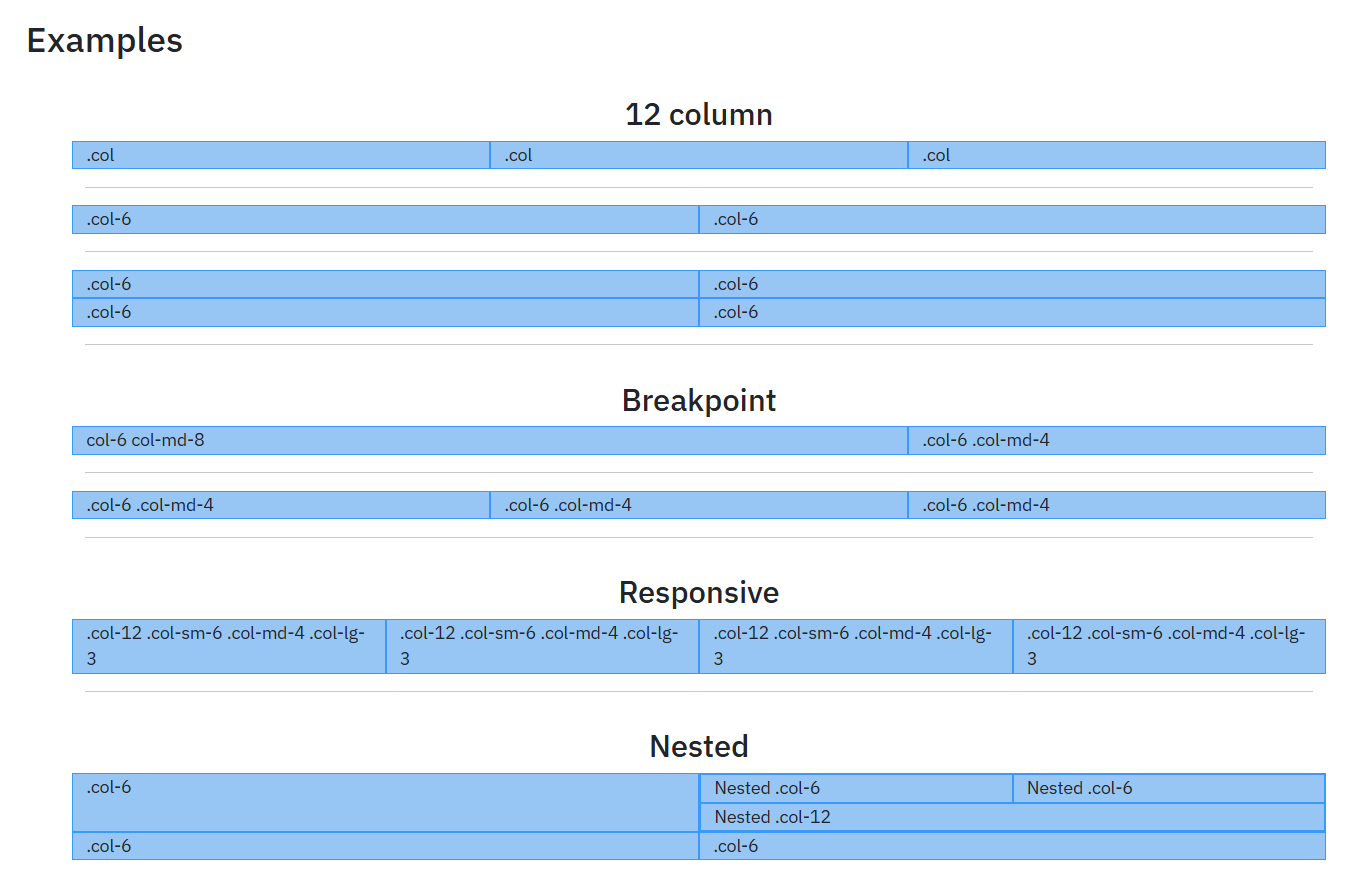 Examples
12 column
.col .col .col
.col-6 .col-6
.col-6 .col-6
.col-6 .col-6
Breakpoint
col-6 col-md-8 .col-6 .col-md-4
.col-6 .col-md-4 .col-6 .col-md-4 .col-6 .col-md-4
Responsive
.col-12 .col-sm-6 .col-md-4 .col-lg-
3
.col-12 .col-sm-6 .col-md-4 .col-lg-
3
.col-12 .col-sm-6 .col-md-4 .col-lg-
3
.col-12 .col-sm-6 .col-md-4 .col-lg-
3
Nested
.col-6 Nested .col-6 Nested .col-6
Nested .col-12
.col-6 .col-6